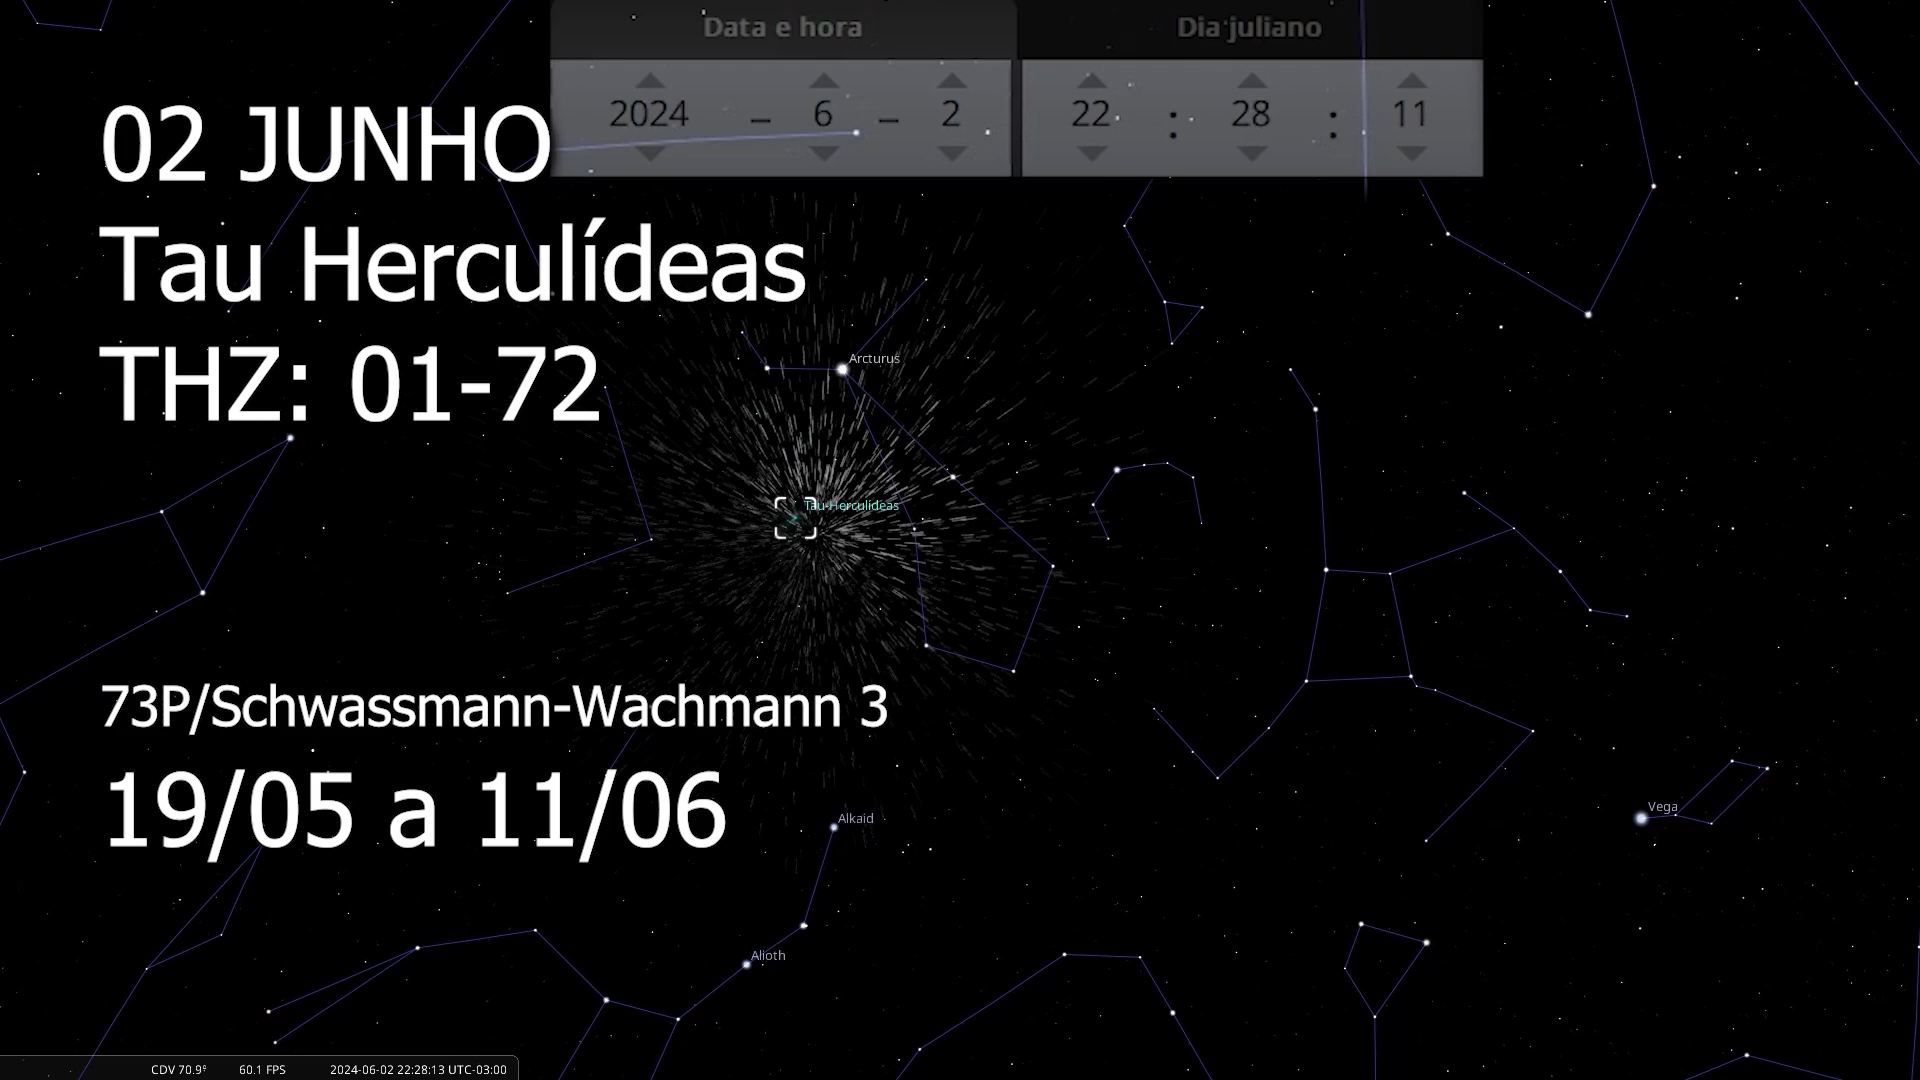 Data e hora
Dia juliano
2024 – 6 – 2
22 : 28 : 11
02 JUNHO
Tau Herculídeas
THZ: 01-72
Arcturus
Tau Herculídeas
73P/Schwassmann-Wachmann 3
19/05 a 11/06
Alkaid
Vega
Alioth
CDV 70.9° 60.1 FPS 2024-06-02 22:28:13 UTC-03:00